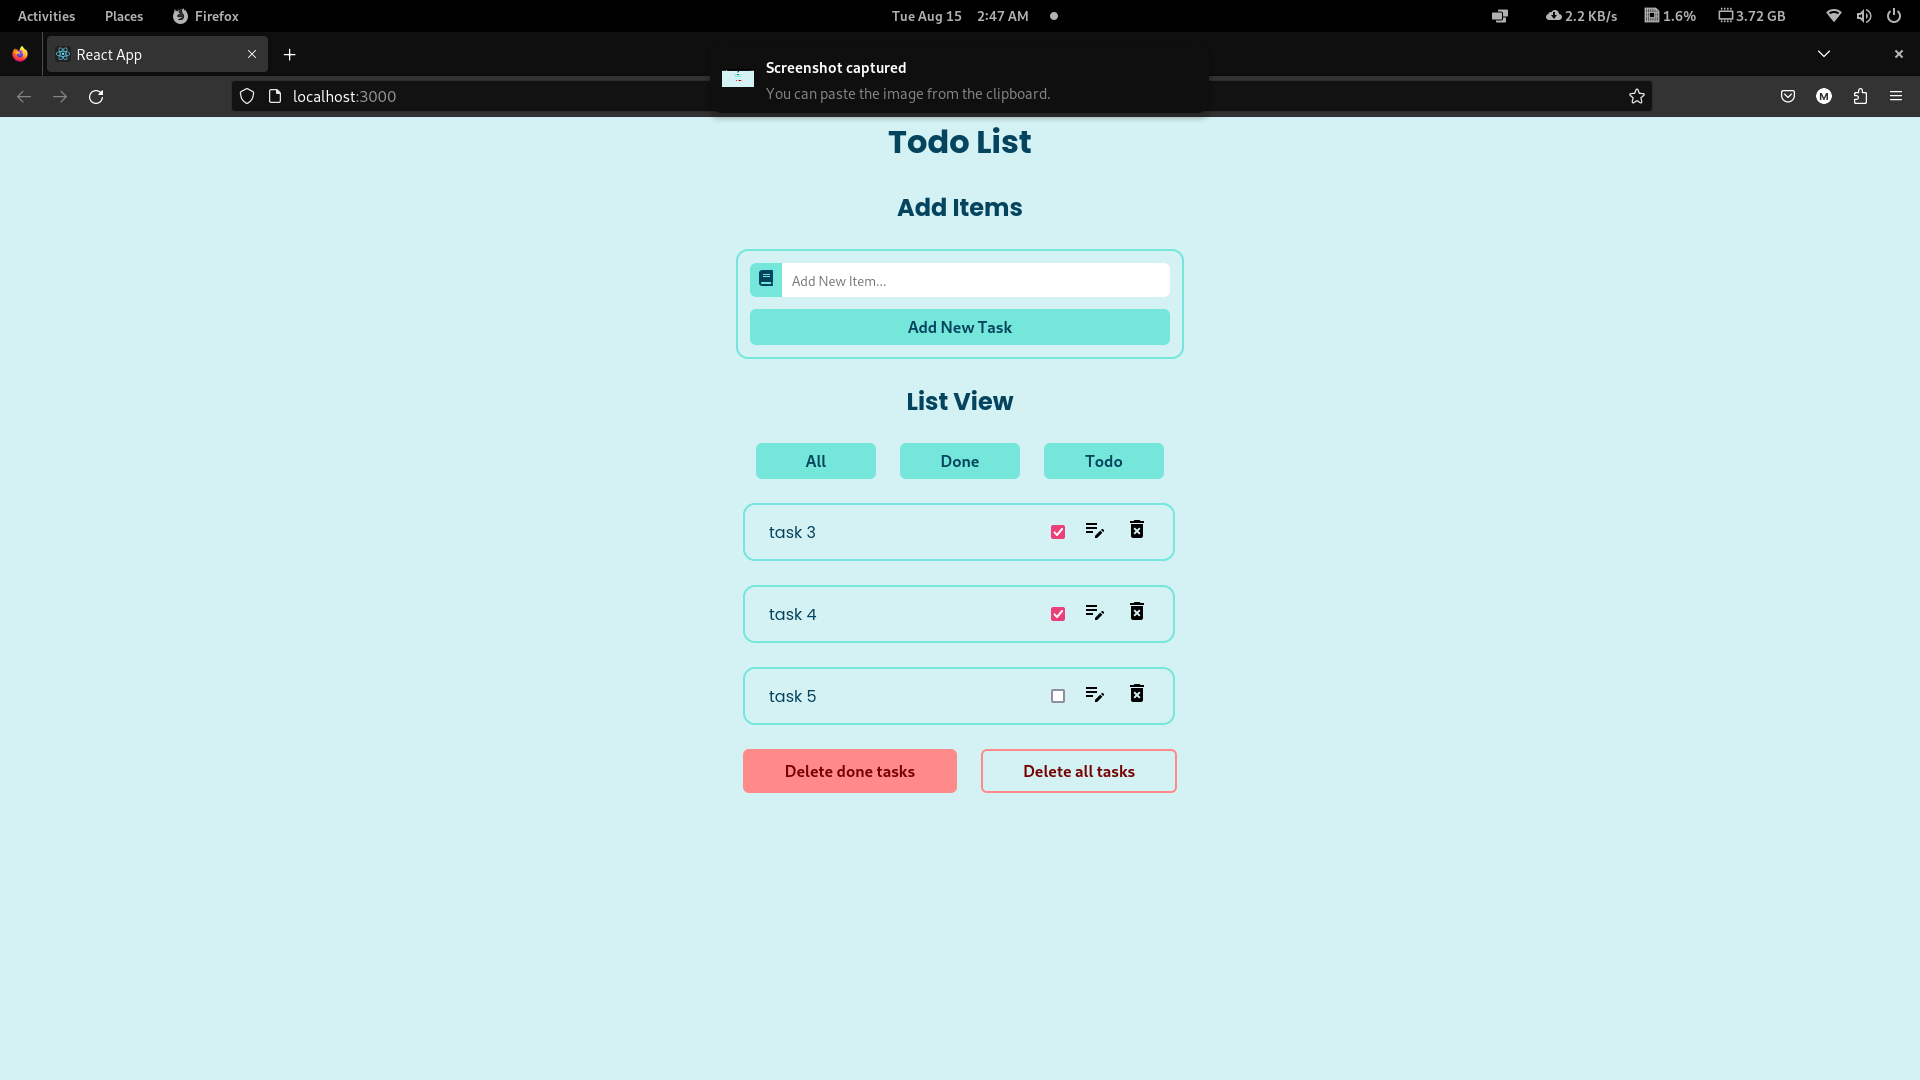 Activities Places Firefox Tue Aug 15 2:47 AM 2.2 KB/s 1.6% 3.72 GB
React App
Screenshot captured
You can paste the image from the clipboard.
localhost:3000
M
Todo List
Add Items
Add New Item...
Add New Task
List View
All Done Todo
task 3
task 4
task 5
Delete done tasks Delete all tasks